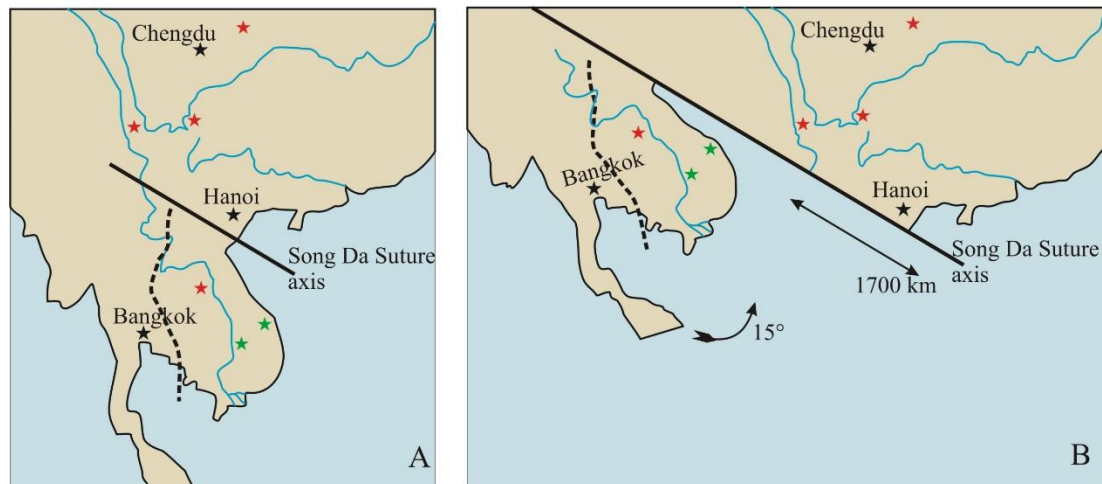 Chengdu
Hanoi
Song Da Suture
axis
Bangkok
A
Chengdu
Bangkok
Hanoi
Song Da Suture
axis
1700 km
15°
B